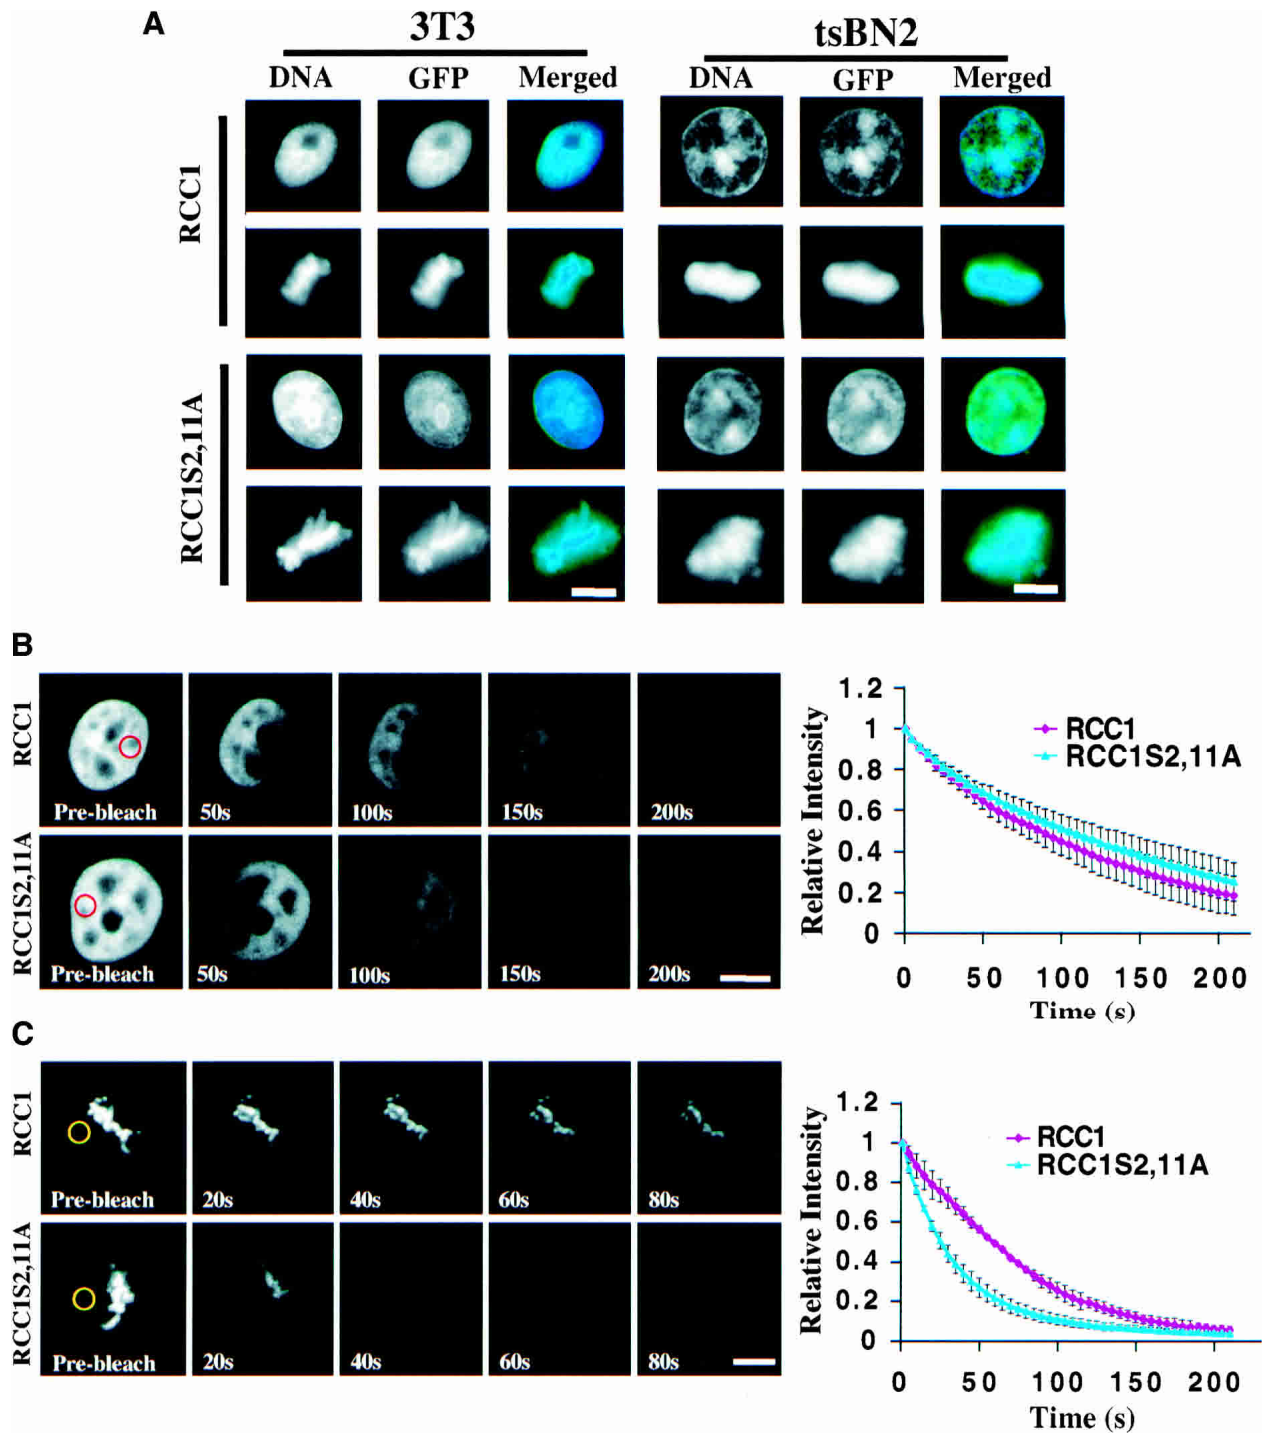 A
3T3
tsBN2
DNA GFP Merged
DNA GFP Merged
RCC1
RCC1S2,11A
B
RCC1
Pre-bleach 50s 100s 150s 200s
RCC1S2,11A
Pre-bleach 50s 100s 150s 200s
Relative Intensity
1.2
1
0.8
0.6
0.4
0.2
0
RCC1
RCC1S2,11A
0 50 100 150 200
Time (s)
C
RCC1
Pre-bleach 20s 40s 60s 80s
RCC1S2,11A
Pre-bleach 20s 40s 60s 80s
Relative Intensity
1.2
1
0.8
0.6
0.4
0.2
0
RCC1
RCC1S2,11A
0 50 100 150 200
Time (s)